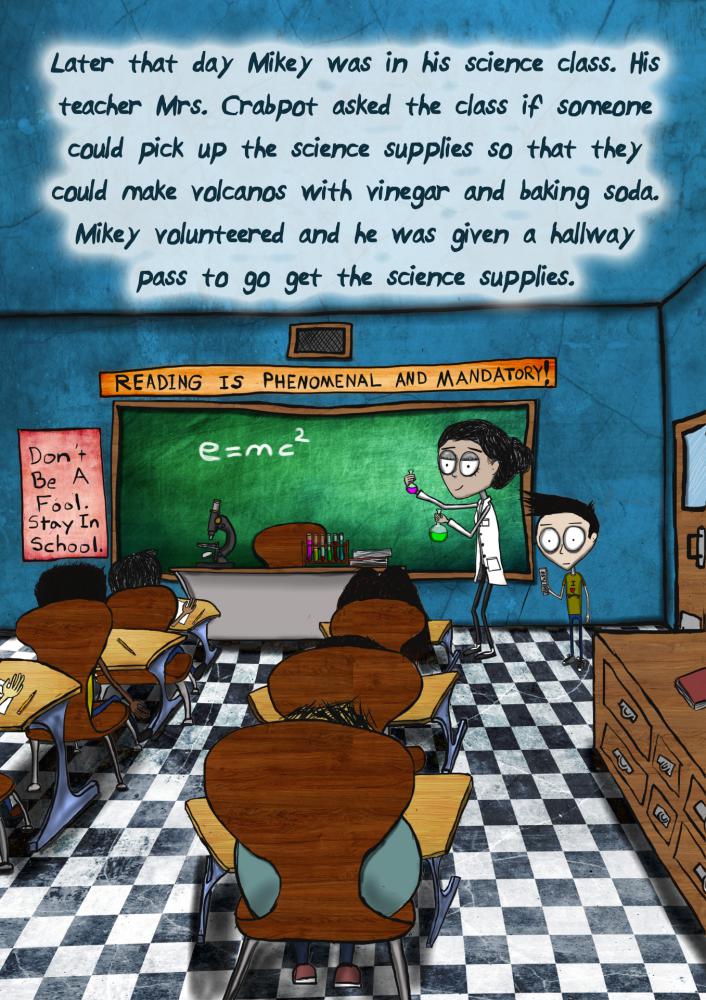 Later that day Mikey was in his science class. His
teacher Mrs. Crabpot asked the class if someone
could pick up the science supplies so that they
could make volcanos with vinegar and baking soda.
Mikey volunteered and he was given a hallway
pass to go get the science supplies.
READING IS PHENOMENAL AND MANDATORY!
e=mc²
Don't
Be A
Fool.
Stay In
School.